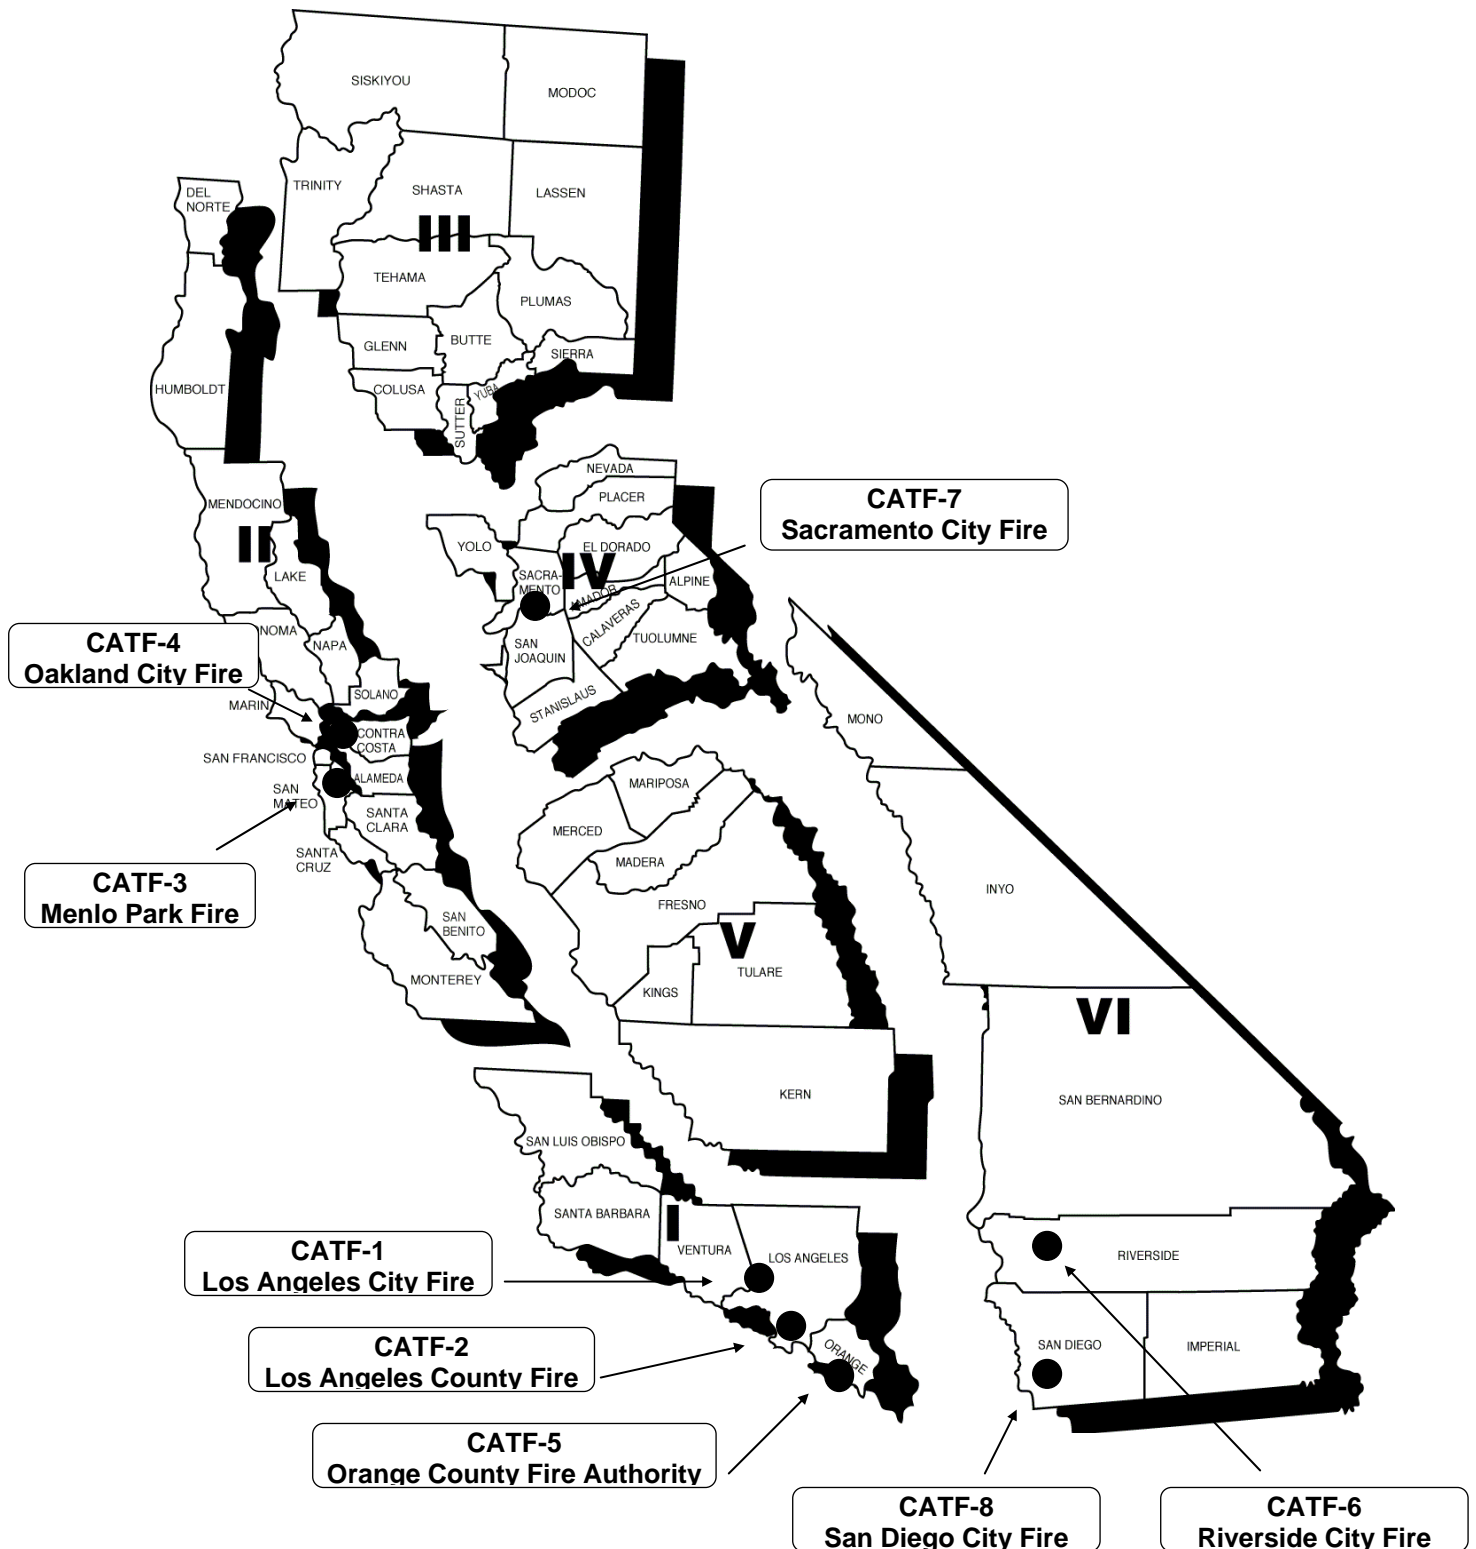 SISKIYOU
MODOC
TRINITY
SHASTA
LASSEN
DEL
NORTE
III
TEHAMA
PLUMAS
GLENN
BUTTE
SIERRA
HUMBOLDT
COLUSA
SUTTER
YUBA
NEVADA
PLACER
MENDOCINO
II
LAKE
YOLO
EL DORADO
SACRA-
MENTO
IV
ALPINE
AMADOR
CALAVERAS
TUOLUMNE
SAN
JOAQUIN
STANISLAUS
CATF-7
Sacramento City Fire
CATF-4
Oakland City Fire
NOMA
NAPA
SOLANO
MARIN
CONTRA
COSTA
SAN FRANCISCO
ALAMEDA
SAN
MATEO
SANTA
CLARA
SANTA
CRUZ
CATF-3
Menlo Park Fire
SAN
BENITO
MONTEREY
MONO
MARIPOSA
MERCED
MADERA
FRESNO
V
TULARE
KINGS
KERN
INYO
VI
SAN BERNARDINO
SAN LUIS OBISPO
SANTA BARBARA
I
VENTURA
LOS ANGELES
ORANGE
RIVERSIDE
SAN DIEGO
IMPERIAL
CATF-1
Los Angeles City Fire
CATF-2
Los Angeles County Fire
CATF-5
Orange County Fire Authority
CATF-8
San Diego City Fire
CATF-6
Riverside City Fire